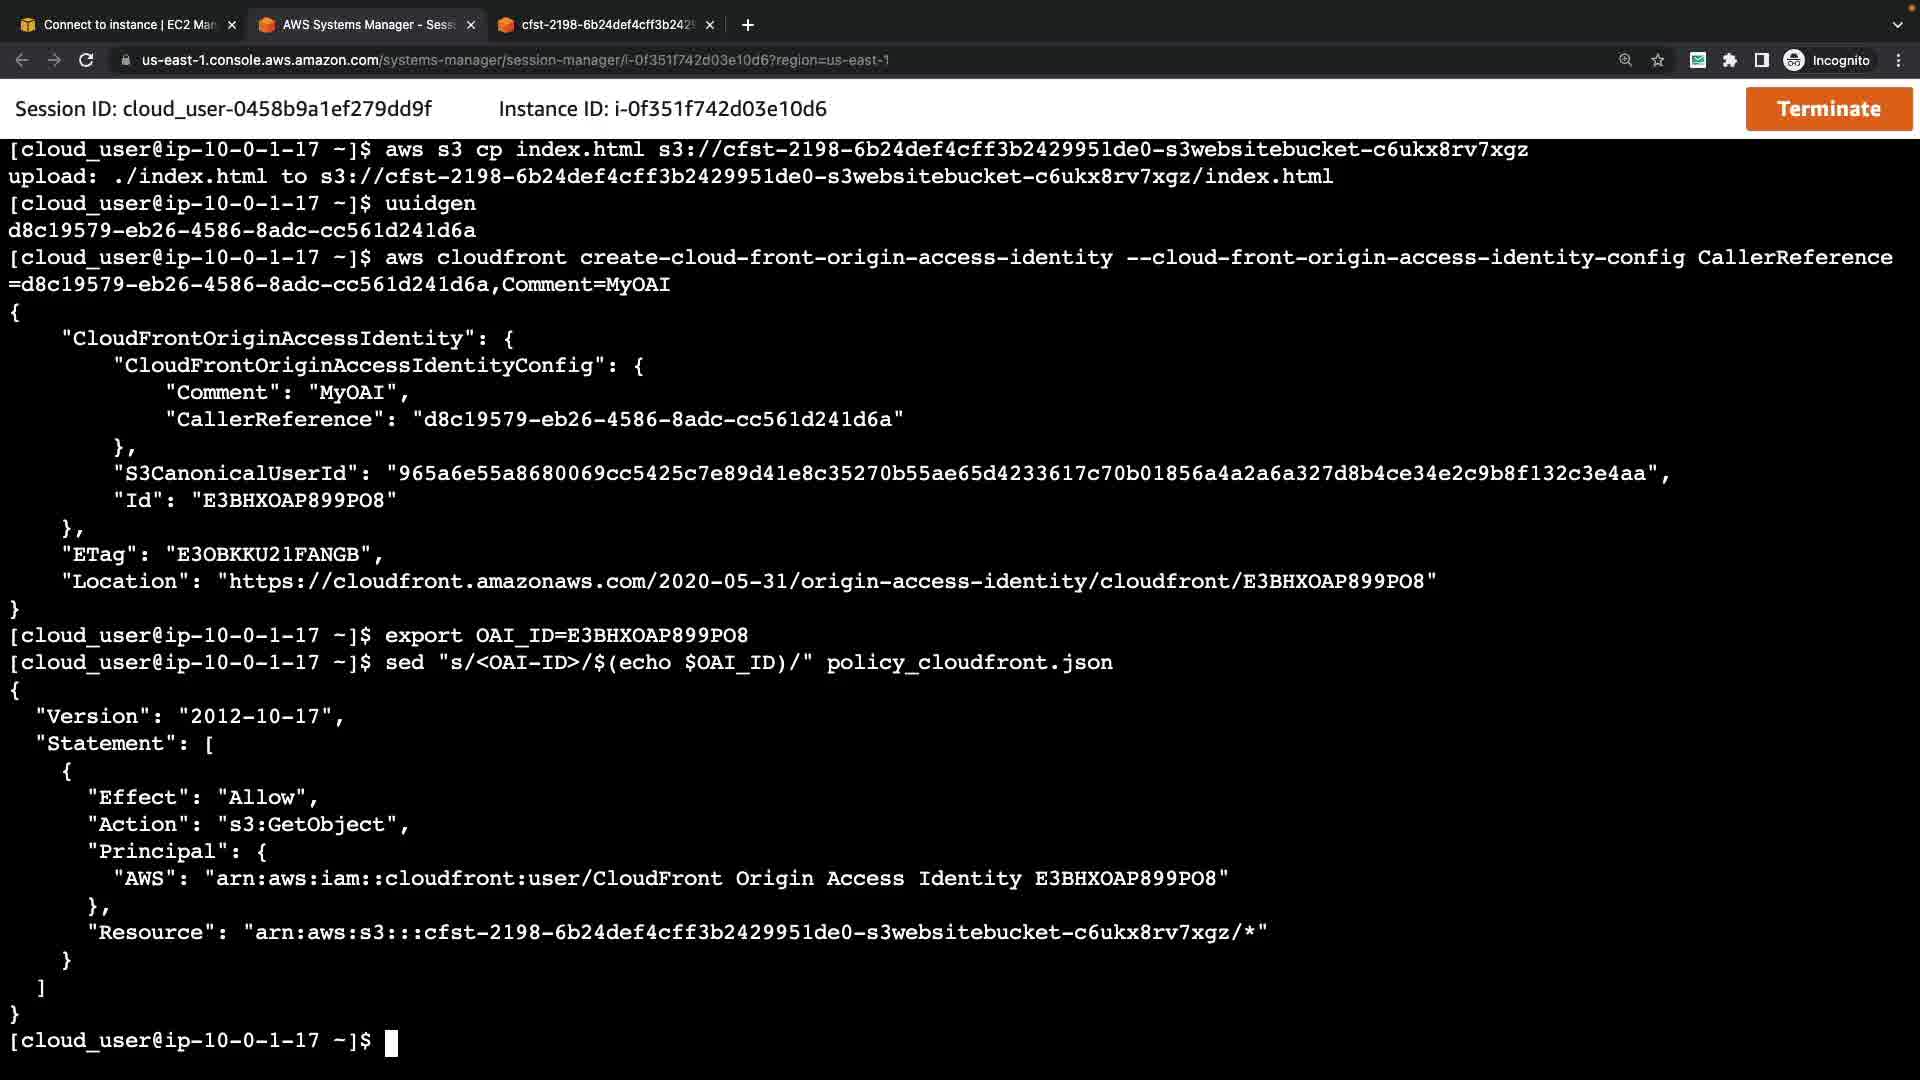 Connect to instance | EC2 Man
AWS Systems Manager - Sess
cfst-2198-6b24def4cff3b2429
us-east-1.console.aws.amazon.com/systems-manager/session-manager/i-0f351f742d03e10d6?region=us-east-1
Incognito
Session ID: cloud_user-0458b9a1ef279dd9f
Instance ID: i-0f351f742d03e10d6
Terminate
[cloud_user@ip-10-0-1-17 ~]$ aws s3 cp index.html s3://cfst-2198-6b24def4cff3b2429951de0-s3websitebucket-c6ukx8rv7xgz
upload: ./index.html to s3://cfst-2198-6b24def4cff3b2429951de0-s3websitebucket-c6ukx8rv7xgz/index.html
[cloud_user@ip-10-0-1-17 ~]$ uuidgen
d8c19579-eb26-4586-8adc-cc561d241d6a
[cloud_user@ip-10-0-1-17 ~]$ aws cloudfront create-cloud-front-origin-access-identity --cloud-front-origin-access-identity-config CallerReference
=d8c19579-eb26-4586-8adc-cc561d241d6a,Comment=MyOAI
{
    "CloudFrontOriginAccessIdentity": {
        "CloudFrontOriginAccessIdentityConfig": {
            "Comment": "MyOAI",
            "CallerReference": "d8c19579-eb26-4586-8adc-cc561d241d6a"
        },
        "S3CanonicalUserId": "965a6e55a8680069cc5425c7e89d41e8c35270b55ae65d4233617c70b01856a4a2a6a327d8b4ce34e2c9b8f132c3e4aa",
        "Id": "E3BHXOAP899PO8"
    },
    "ETag": "E3OBKKU21FANGB",
    "Location": "https://cloudfront.amazonaws.com/2020-05-31/origin-access-identity/cloudfront/E3BHXOAP899PO8"
}
[cloud_user@ip-10-0-1-17 ~]$ export OAI_ID=E3BHXOAP899PO8
[cloud_user@ip-10-0-1-17 ~]$ sed "s/<OAI-ID>/$(echo $OAI_ID)/" policy_cloudfront.json
{
  "Version": "2012-10-17",
  "Statement": [
    {
      "Effect": "Allow",
      "Action": "s3:GetObject",
      "Principal": {
        "AWS": "arn:aws:iam::cloudfront:user/CloudFront Origin Access Identity E3BHXOAP899PO8"
      },
      "Resource": "arn:aws:s3:::cfst-2198-6b24def4cff3b2429951de0-s3websitebucket-c6ukx8rv7xgz/*"
    }
  ]
}
[cloud_user@ip-10-0-1-17 ~]$